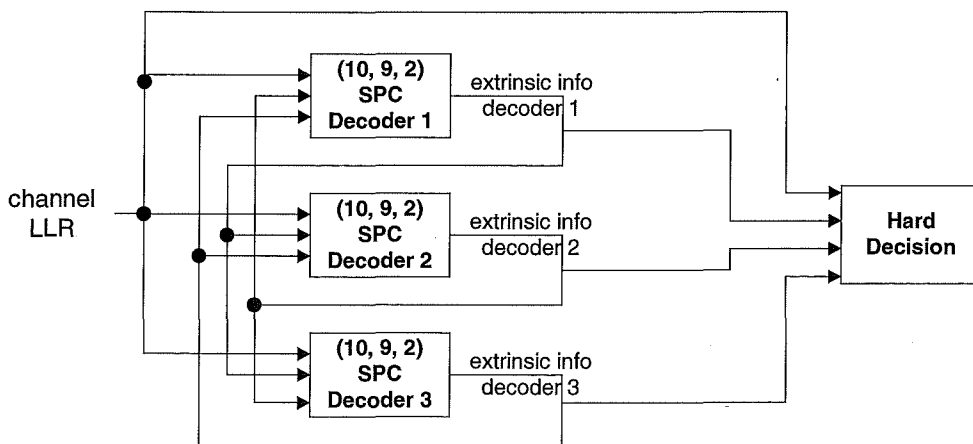 (10, 9, 2)
SPC
Decoder 1
extrinsic info
decoder 1
channel
LLR
(10, 9, 2)
SPC
Decoder 2
extrinsic info
decoder 2
Hard
Decision
(10, 9, 2)
SPC
Decoder 3
extrinsic info
decoder 3